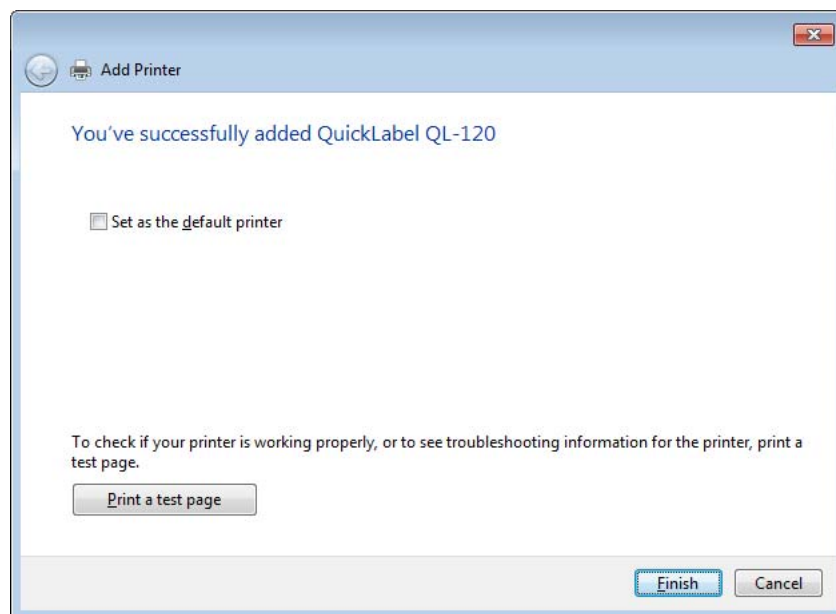 Add Printer
You've successfully added QuickLabel QL-120
Set as the default printer
To check if your printer is working properly, or to see troubleshooting information for the printer, print a
test page.
Print a test page
Finish
Cancel